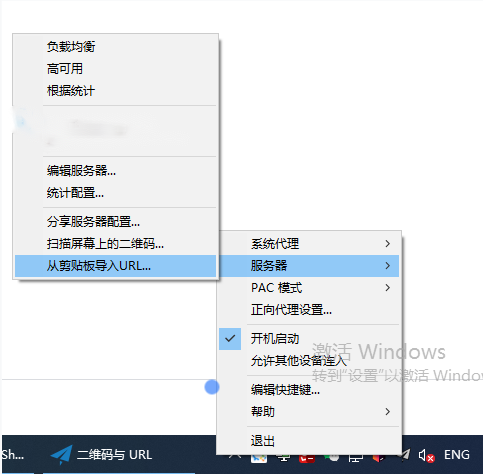 负载均衡
高可用
根据统计
编辑服务器...
统计配置...
分享服务器配置...
扫描屏幕上的二维码...
从剪贴板导入URL...
系统代理
服务器
PAC 模式
正向代理设置...
开机启动
允许其他设备连入
编辑快捷键...
帮助
退出
激活 Windows
转到"设置"以激活 Windo
Sh...
二维码与 URL
ENG